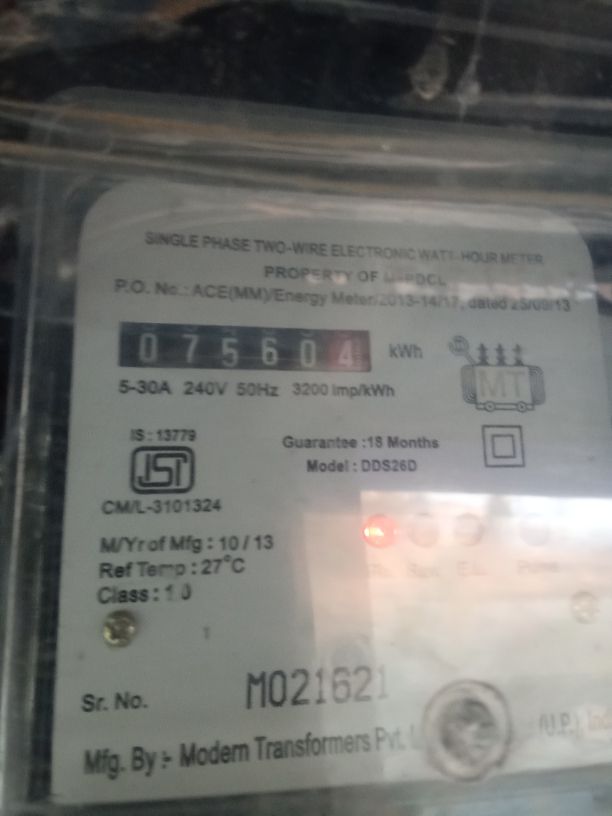 SINGLE PHASE TWO-WIRE ELECTRONIC WATT-HOUR METER
PROPERTY OF
P.O. No.: ACE(MM)/Energy Meter/2013-14/17, dated
075604 kWh
5-30A 240V 50Hz 3200 imp/kWh
MT
IS : 13779
Guarantee :18 Months
Model : DDS26D
CM/L-3101324
M/Yr of Mfg : 10 / 13
Ref Temp : 27°C
Class : 1.0
Sr. No. M021621
Mfg. By :- Modern Transformers Pvt. (U.P.)